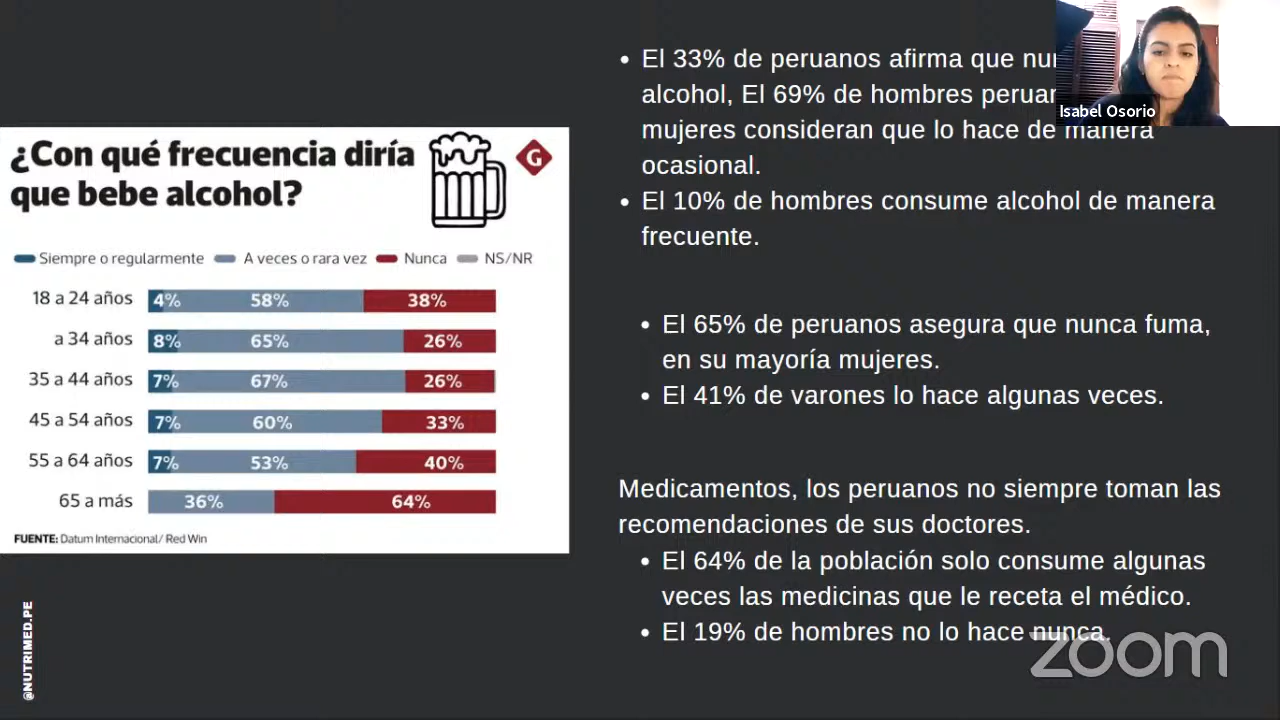 ¿Con qué frecuencia diría
que bebe alcohol?
G
Siempre o regularmente A veces o rara vez Nunca NS/NR
18 a 24 años 4% 58% 38%
a 34 años 8% 65% 26%
35 a 44 años 7% 67% 26%
45 a 54 años 7% 60% 33%
55 a 64 años 7% 53% 40%
65 a más 36% 64%
FUENTE: Datum Internacional/ Red Win
@NUTRIMED.PE
• El 33% de peruanos afirma que
alcohol, El 69% de hombres
mujeres consideran que lo hace de manera
ocasional.
• El 10% de hombres consume alcohol de manera
frecuente.
• El 65% de peruanos asegura que nunca fuma,
en su mayoría mujeres.
• El 41% de varones lo hace algunas veces.
Medicamentos, los peruanos no siempre toman las
recomendaciones de sus doctores.
• El 64% de la población solo consume algunas
veces las medicinas que le receta el médico.
• El 19% de hombres no lo hace nunca.
Isabel Osorio
zoom